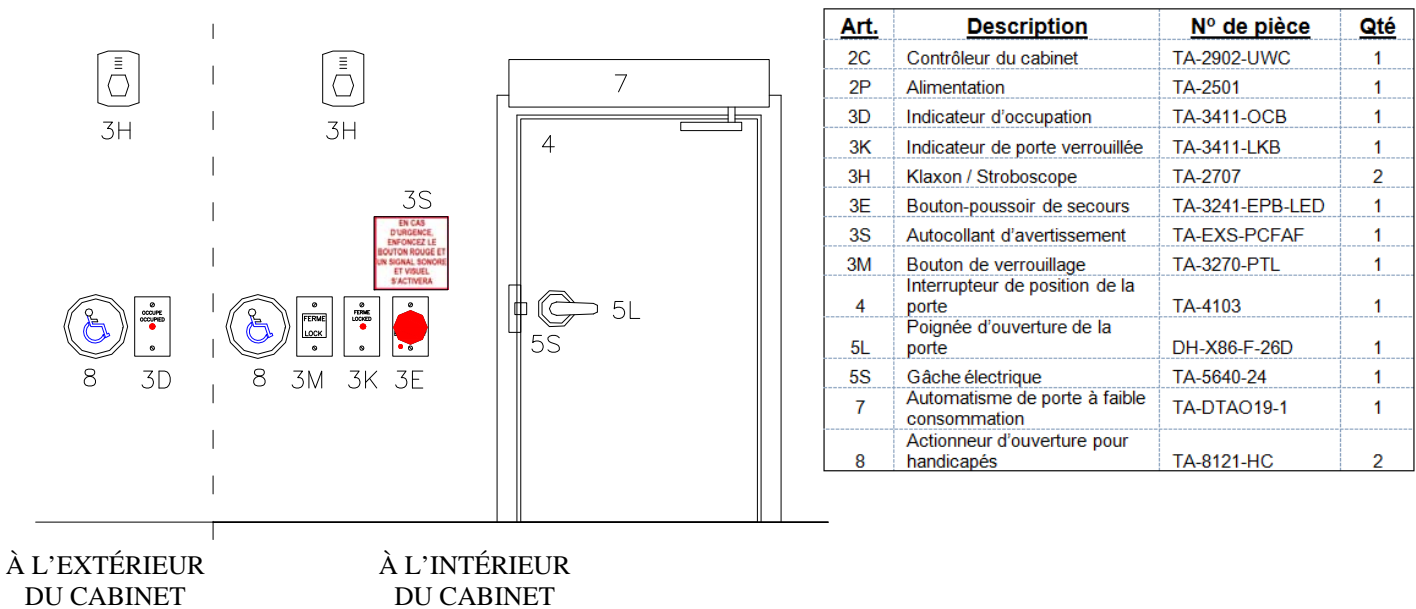 3H
3H
7
4
3S
EN CAS
D'URGENCE,
ENFONCEZ LE
BOUTON ROUGE ET
UN SIGNAL SONORE
ET VISUEL
S'ACTIVERA
OCCUPE
OCCUPIED
FERME
LOCK
FERME
LOCKED
5L
5S
8 3D
8 3M 3K 3E
À L'EXTÉRIEUR
DU CABINET
À L'INTÉRIEUR
DU CABINET
Art. Description Nº de pièce Qté
2C Contrôleur du cabinet TA-2902-UWC 1
2P Alimentation TA-2501 1
3D Indicateur d'occupation TA-3411-OCB 1
3K Indicateur de porte verrouillée TA-3411-LKB 1
3H Klaxon / Stroboscope TA-2707 2
3E Bouton-poussoir de secours TA-3241-EPB-LED 1
3S Autocollant d'avertissement TA-EXS-PCFAF 1
3M Bouton de verrouillage TA-3270-PTL 1
Interrupteur de position de la
4 porte TA-4103 1
Poignée d'ouverture de la
5L porte DH-X86-F-26D 1
5S Gâche électrique TA-5640-24 1
7 Automatisme de porte à faible TA-DTAO19-1 1
consommation
Actionneur d'ouverture pour
8 handicapés TA-8121-HC 2